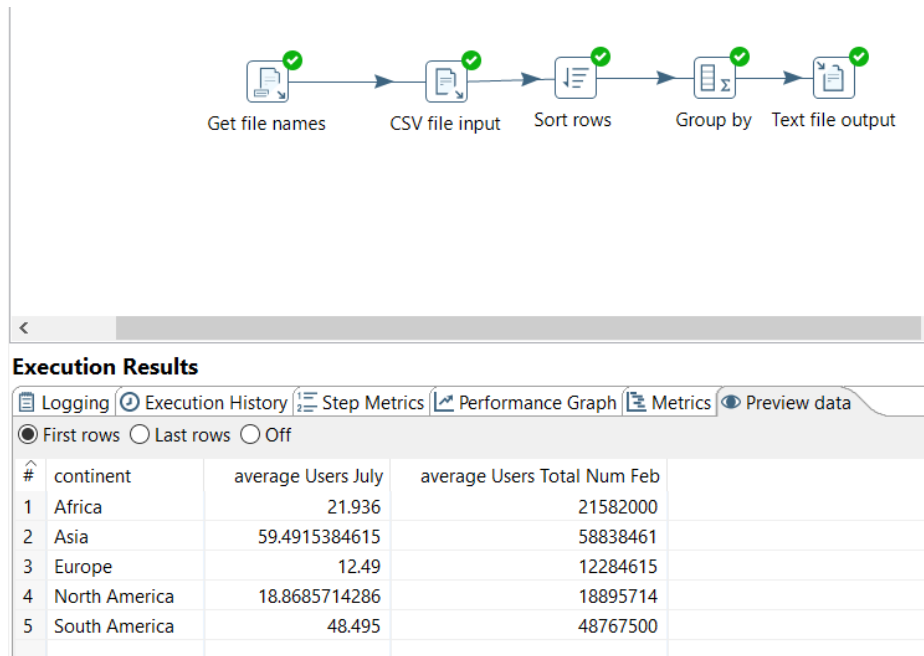 Get file names CSV file input Sort rows Group by Text file output
Execution Results
Logging Execution History Step Metrics Performance Graph Metrics Preview data
First rows Last rows Off
# continent average Users July average Users Total Num Feb
1 Africa 21.936 21582000
2 Asia 59.4915384615 58838461
3 Europe 12.49 12284615
4 North America 18.8685714286 18895714
5 South America 48.495 48767500